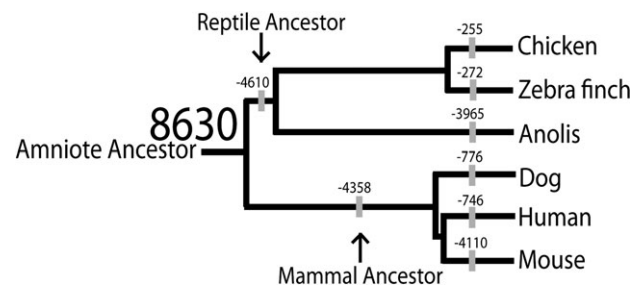 Reptile Ancestor
-255
Chicken
-4610
-272
Zebra finch
8630
-3965
Anolis
Amniote Ancestor
-776
Dog
-4358
-746
Human
-4110
Mouse
Mammal Ancestor